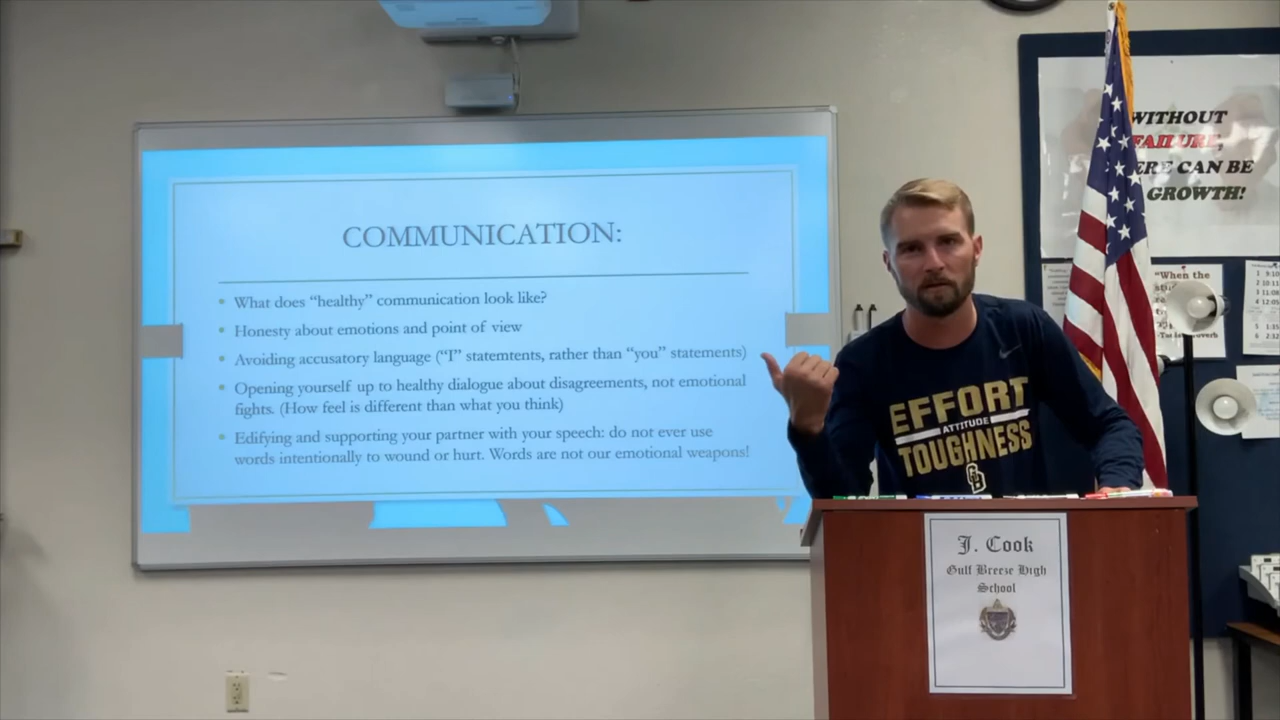 COMMUNICATION:
What does “healthy” communication look like?
Honesty about emotions and point of view
Avoiding accusatory language (“I” statemtents, rather than “you” statements)
Opening yourself up to healthy dialogue about disagreements, not emotional
fights. (How feel is different than what you think)
Edifying and supporting your partner with your speech: do not ever use
words intentionally to wound or hurt. Words are not our emotional weapons!
WITHOUT
FAILURE,
ERE CAN BE
GROWTH!
"When the
EFFORT
ATTITUDE
TOUGHNESS
GB
J. Cook
Gulf Breeze High
School